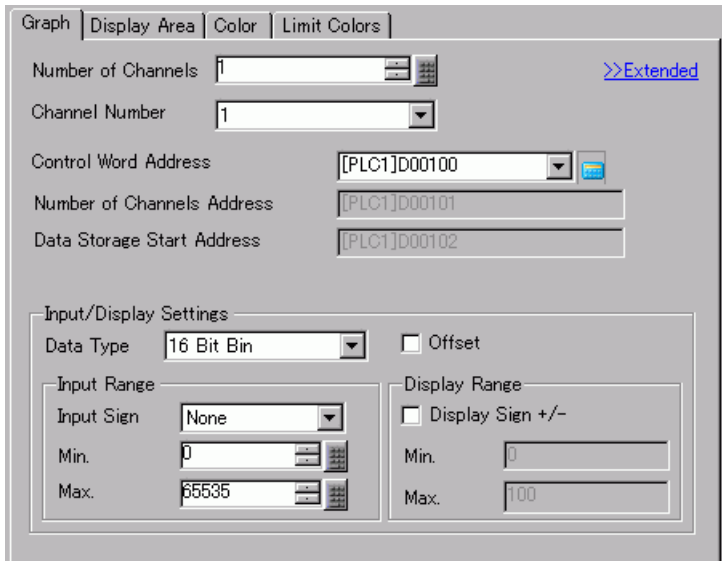 Graph Display Area Color Limit Colors
Number of Channels 1 >>Extended
Channel Number 1
Control Word Address [PLC1]D00100
Number of Channels Address [PLC1]D00101
Data Storage Start Address [PLC1]D00102
Input/Display Settings
Data Type 16 Bit Bin Offset
Input Range Display Range
Input Sign None Display Sign +/-
Min. 0 Min. 0
Max. 65535 Max. 100